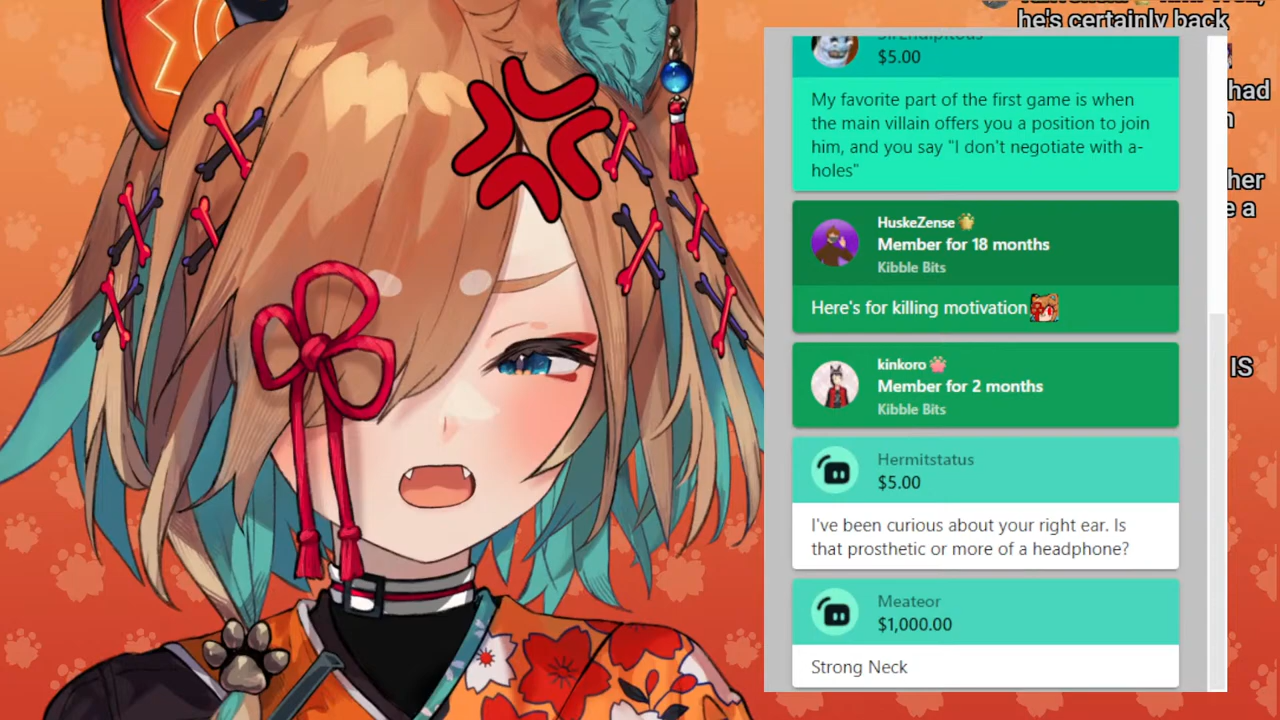 he's certainly back
$5.00
My favorite part of the first game is when
the main villain offers you a position to join
him, and you say "I don't negotiate with a-
holes"
HuskeZense
Member for 18 months
Kibble Bits
Here's for killing motivation
kinkoro
Member for 2 months
Kibble Bits
Hermitstatus
$5.00
I've been curious about your right ear. Is
that prosthetic or more of a headphone?
Meateor
$1,000.00
Strong Neck
had
her
e a
IS